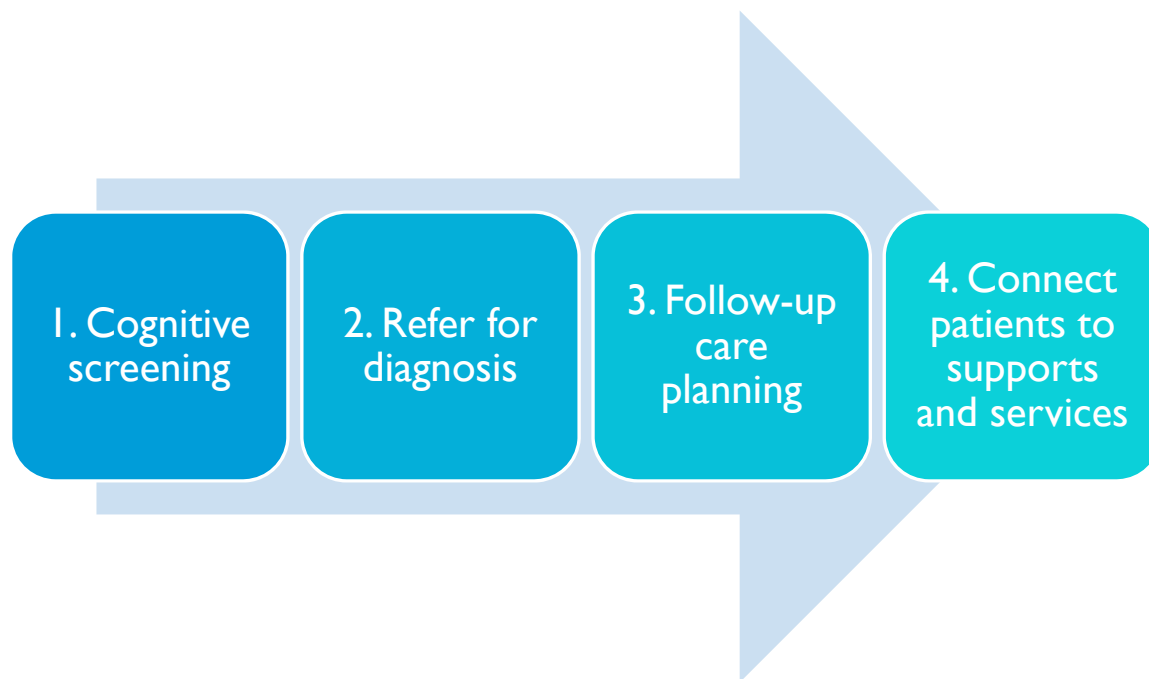 1. Cognitive
screening
2. Refer for
diagnosis
3. Follow-up
care
planning
4. Connect
patients to
supports
and services